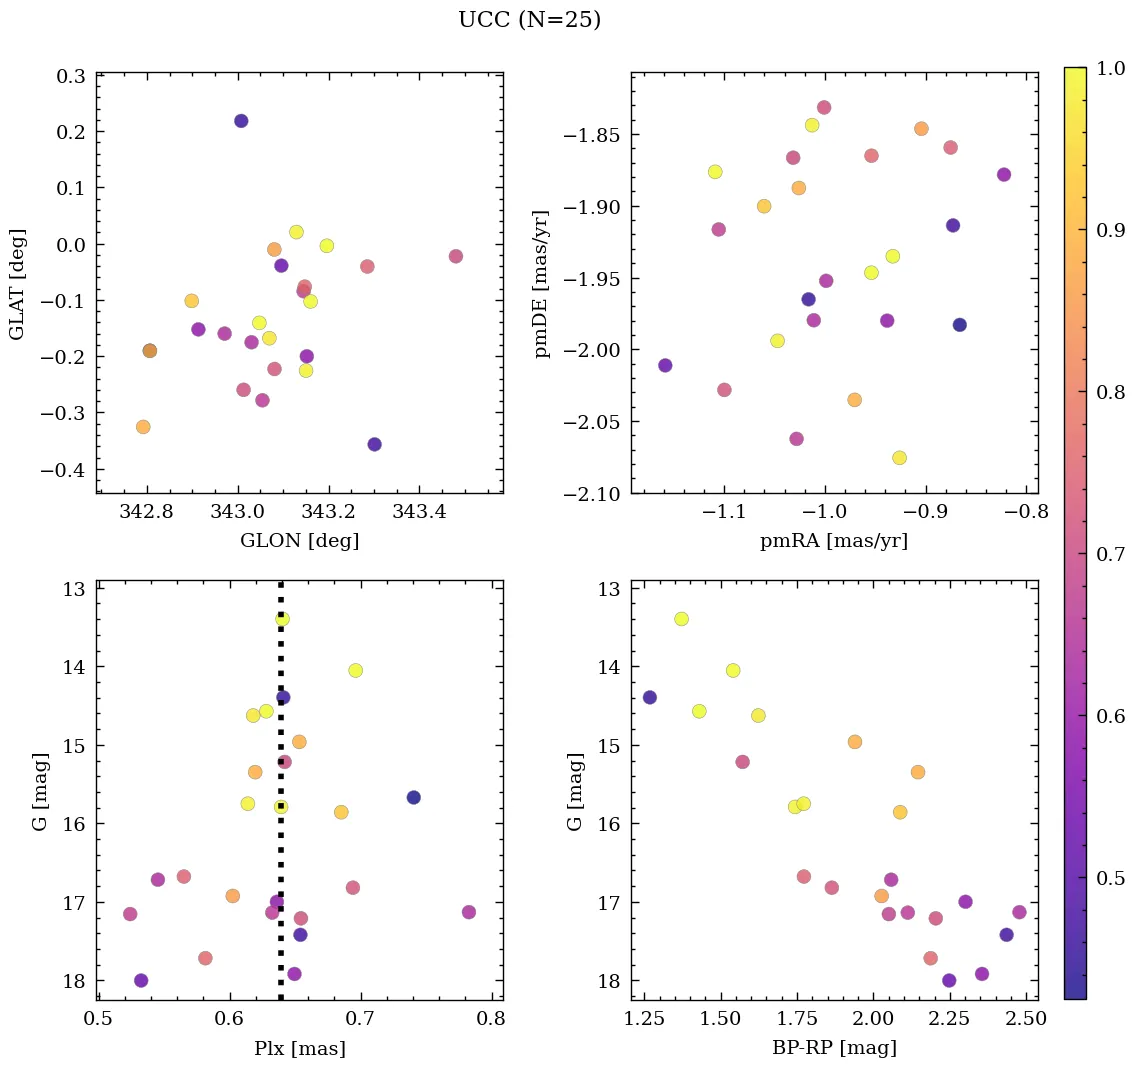 UCC (N=25)
0.3
0.2
0.1
0.0
−0.1
−0.2
−0.3
−0.4
GLAT [deg]
342.8 343.0 343.2 343.4
GLON [deg]
−1.85
−1.90
−1.95
−2.00
−2.05
−2.10
pmDE [mas/yr]
−1.1 −1.0 −0.9 −0.8
pmRA [mas/yr]
13
14
15
16
17
18
G [mag]
0.5 0.6 0.7 0.8
Plx [mas]
13
14
15
16
17
18
G [mag]
1.25 1.50 1.75 2.00 2.25 2.50
BP-RP [mag]
1.0
0.9
0.8
0.7
0.6
0.5